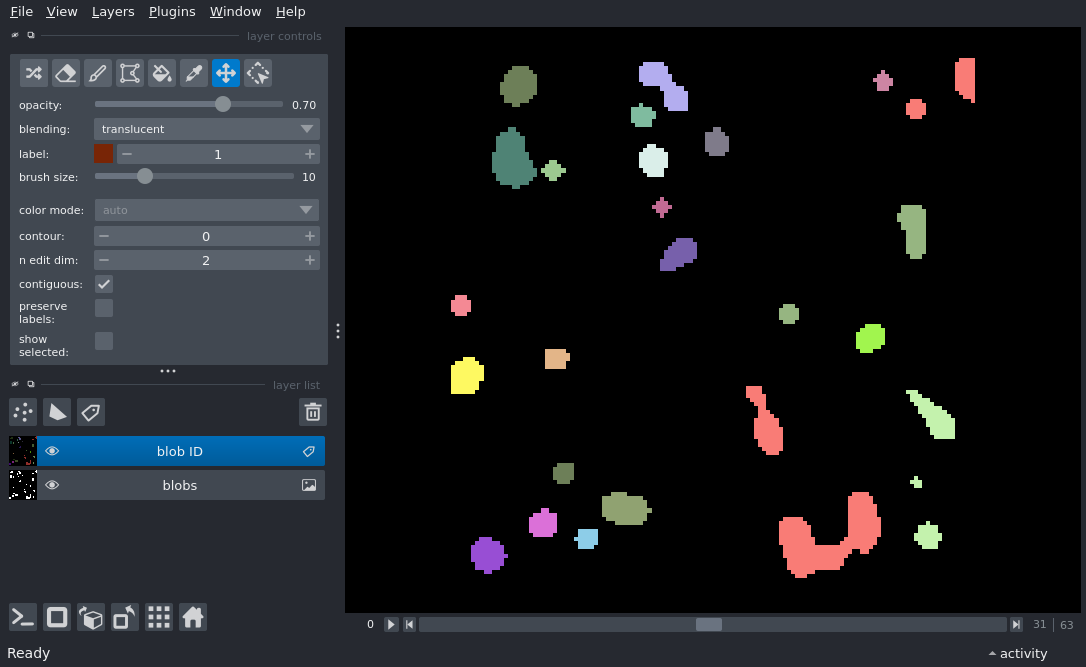 File View Layers Plugins Window Help
layer controls
opacity: 0.70
blending: translucent
label: 1
brush size: 10
color mode: auto
contour: 0
n edit dim: 2
contiguous:
preserve
labels:
show
selected:
layer list
blob ID
blobs
0 31 63
Ready activity